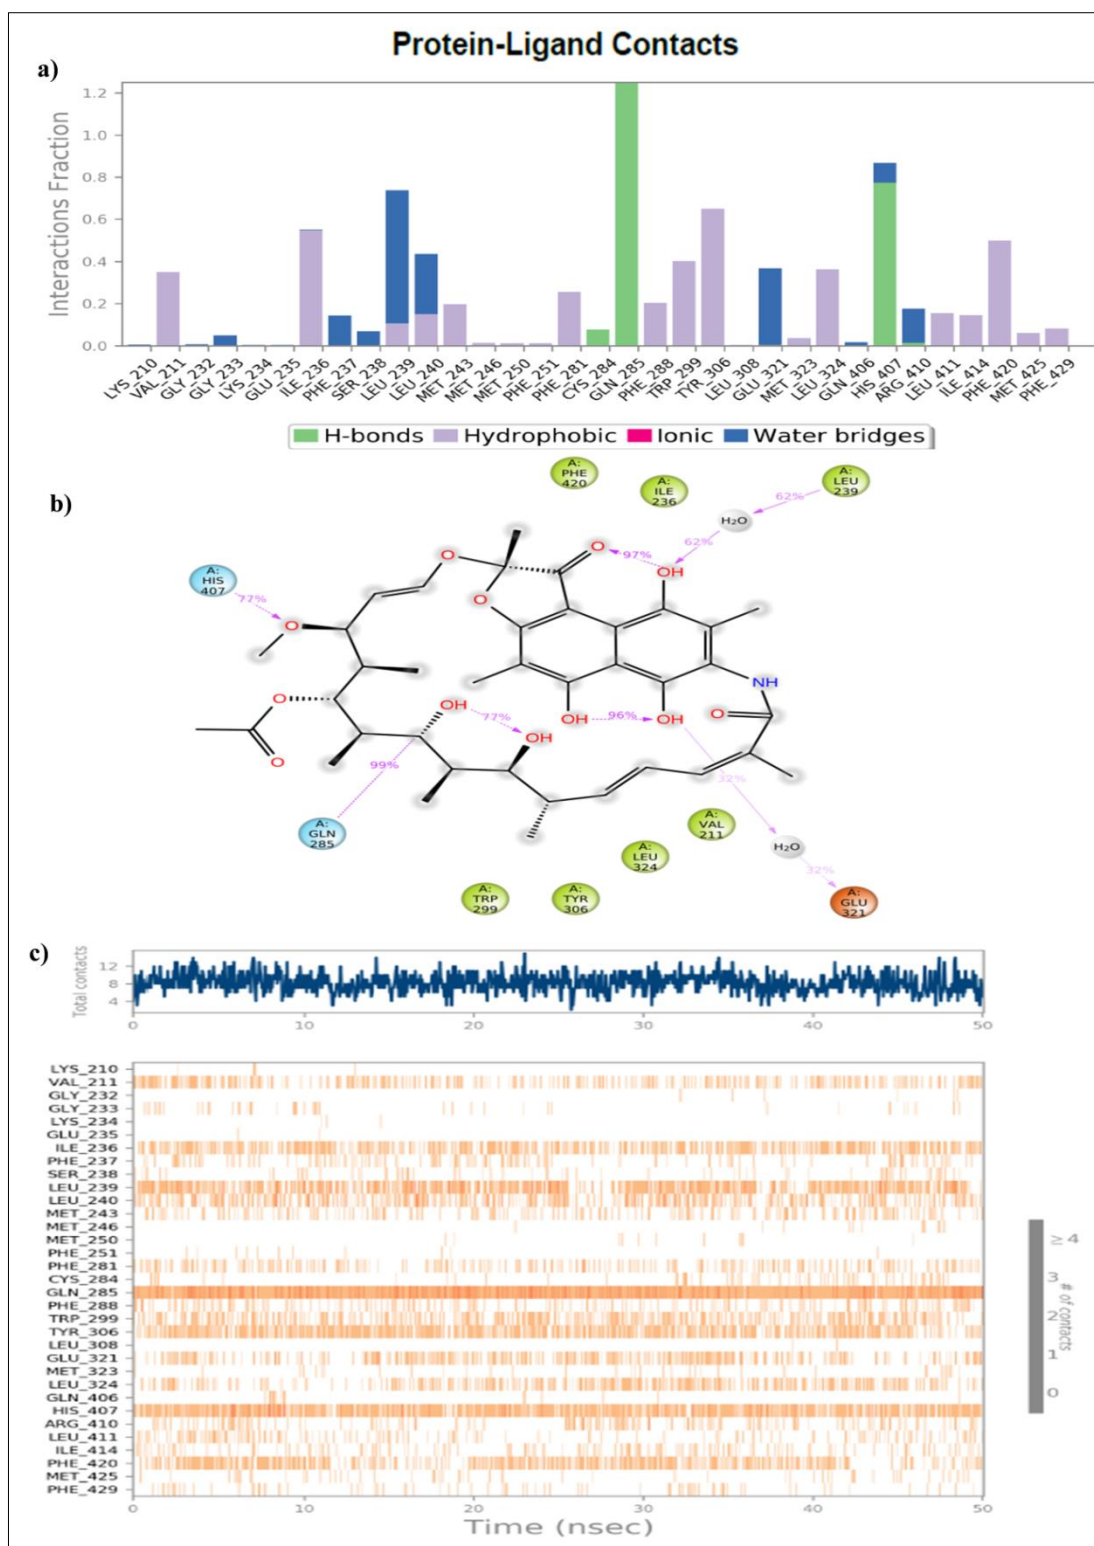 Protein-Ligand Contacts
a)
Interactions Fraction
1.2
1.0
0.8
0.6
0.4
0.2
0.0
LYS_210
VAL_211
GLY_232
GLY_233
LYS_234
GLU_235
ILE_236
PHE_237
SER_238
LEU_239
LEU_240
MET_243
MET_246
MET_250
PHE_251
PHE_281
CYS_284
GLN_285
PHE_288
TRP_299
TYR_306
LEU_308
GLU_321
MET_323
LEU_324
GLN_406
HIS_407
ARG_410
LEU_411
ILE_414
PHE_420
MET_425
PHE_429
H-bonds Hydrophobic Ionic Water bridges
b)
A:
PHE
420
A:
ILE
236
A:
LEU
239
62%
H₂O
62%
97%
O
O
OH
O
A:
HIS
407
77%
O
NH
O
OH
77%
OH
OH
96%
OH
O
O
99%
32%
A:
GLN
285
A:
VAL
211
H₂O
A:
LEU
324
32%
A:
TRP
299
A:
TYR
306
A:
GLU
321
c)
Total contacts
12
8
4
0 10 20 30 40 50
LYS_210
VAL_211
GLY_232
GLY_233
LYS_234
GLU_235
ILE_236
PHE_237
SER_238
LEU_239
LEU_240
MET_243
MET_246
MET_250
PHE_251
PHE_281
CYS_284
GLN_285
PHE_288
TRP_299
TYR_306
LEU_308
GLU_321
MET_323
LEU_324
GLN_406
HIS_407
ARG_410
LEU_411
ILE_414
PHE_420
MET_425
PHE_429
0 10 20 30 40 50
Time (nsec)
≥ 4
3
2
1
0
# of contacts